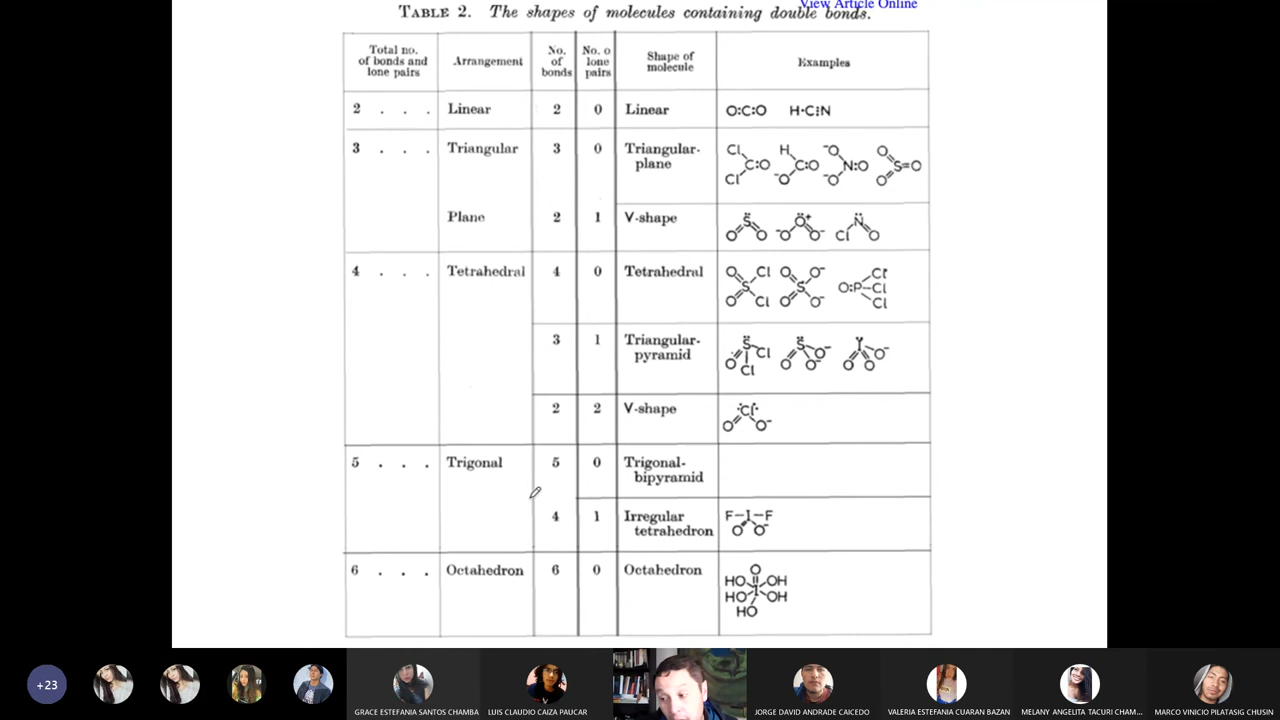 View Article Online
TABLE 2. The shapes of molecules containing double bonds.
Total no. of bonds and lone pairs
Arrangement
No. of bonds
No. o lone pairs
Shape of molecule
Examples
2 . . . Linear 2 0 Linear O:C:O H·C⋮N
3 . . . Triangular 3 0 Triangular-plane
Plane 2 1 V-shape
4 . . . Tetrahedral 4 0 Tetrahedral
3 1 Triangular-pyramid
2 2 V-shape
5 . . . Trigonal 5 0 Trigonal-bipyramid
4 1 Irregular tetrahedron
6 . . . Octahedron 6 0 Octahedron
+23
GRACE ESTEFANIA SANTOS CHAMBA
LUIS CLAUDIO CAIZA PAUCAR
JORGE DAVID ANDRADE CAICEDO
VALERIA ESTEFANIA CUARAN BAZAN
MELANY ANGELITA TACURI CHAM...
MARCO VINICIO PILATASIG CHUSIN